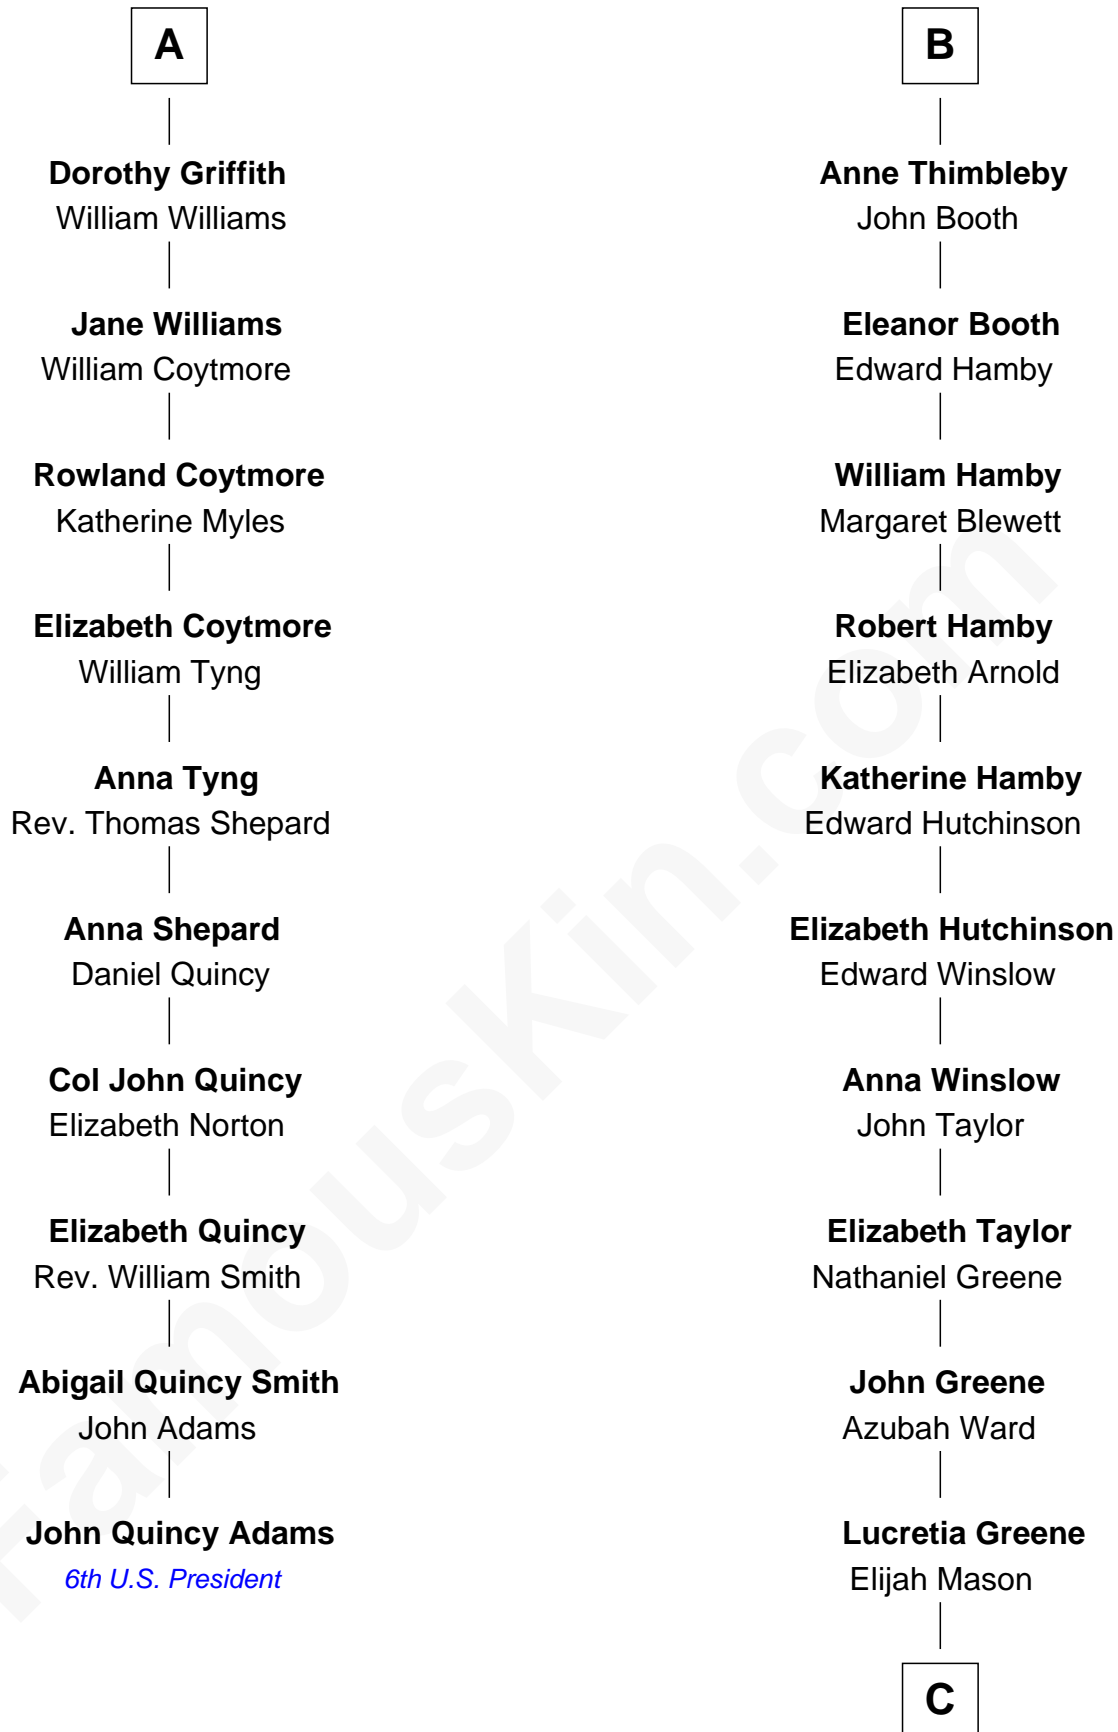 A
Dorothy Griffith
William Williams
Jane Williams
William Coytmore
Rowland Coytmore
Katherine Myles
Elizabeth Coytmore
William Tyng
Anna Tyng
Rev. Thomas Shepard
Anna Shepard
Daniel Quincy
Col John Quincy
Elizabeth Norton
Elizabeth Quincy
Rev. William Smith
Abigail Quincy Smith
John Adams
John Quincy Adams
6th U.S. President
B
Anne Thimbleby
John Booth
Eleanor Booth
Edward Hamby
William Hamby
Margaret Blewett
Robert Hamby
Elizabeth Arnold
Katherine Hamby
Edward Hutchinson
Elizabeth Hutchinson
Edward Winslow
Anna Winslow
John Taylor
Elizabeth Taylor
Nathaniel Greene
John Greene
Azubah Ward
Lucretia Greene
Elijah Mason
C
FamousKin.com